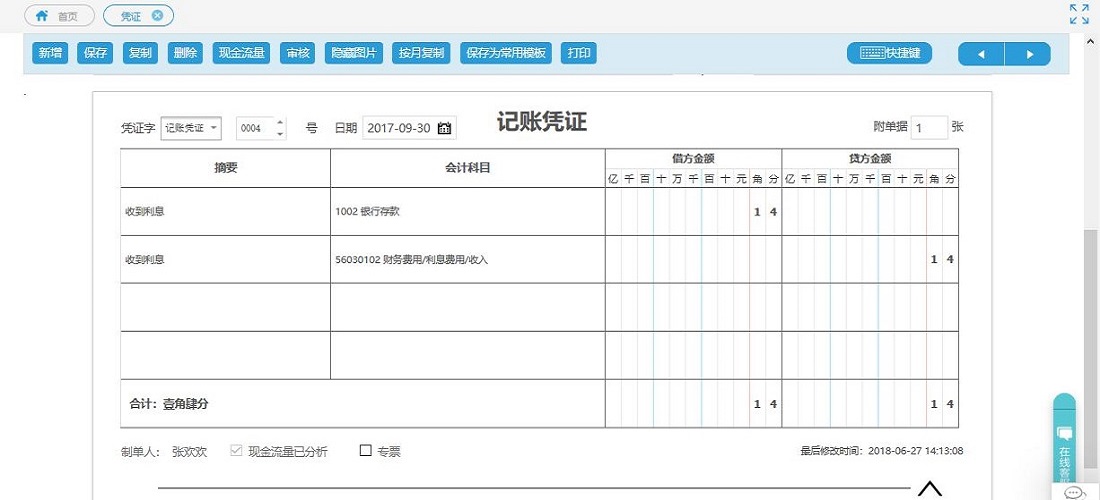 首页 凭证
新增 保存 复制 删除 现金流量 审核 隐藏图片 按月复制 保存为常用模板 打印 快捷键
记账凭证
凭证字 记账凭证 0004 号 日期 2017-09-30 附单据 1 张
摘要 会计科目 借方金额 贷方金额
亿 千 百 十 万 千 百 十 元 角 分 亿 千 百 十 万 千 百 十 元 角 分
收到利息 1002 银行存款 1 4
收到利息 56030102 财务费用/利息费用/收入 1 4
合计：壹角肆分 1 4 1 4
制单人： 张欢欢 现金流量已分析 专票 最后修改时间：2018-06-27 14:13:08
在线客